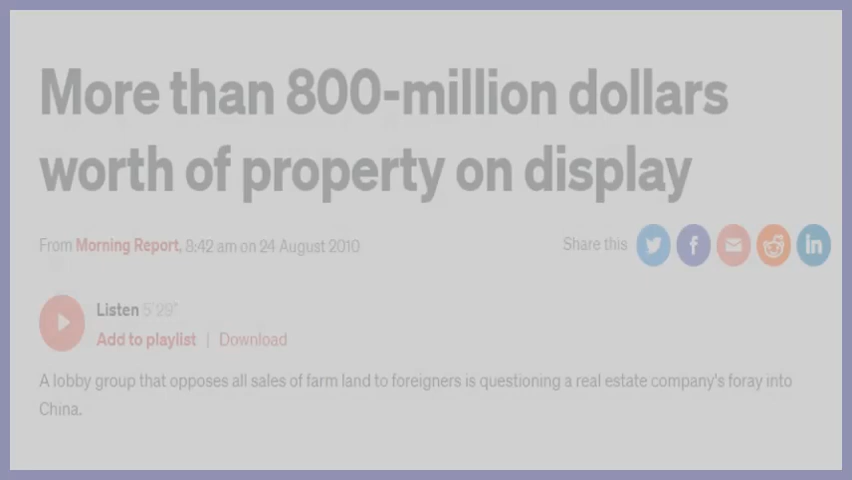 More than 800-million dollars
worth of property on display
From Morning Report, 8:42 am on 24 August 2010
Share this
Listen 5′ 29″
Add to playlist | Download
A lobby group that opposes all sales of farm land to foreigners is questioning a real estate company's foray into
China.